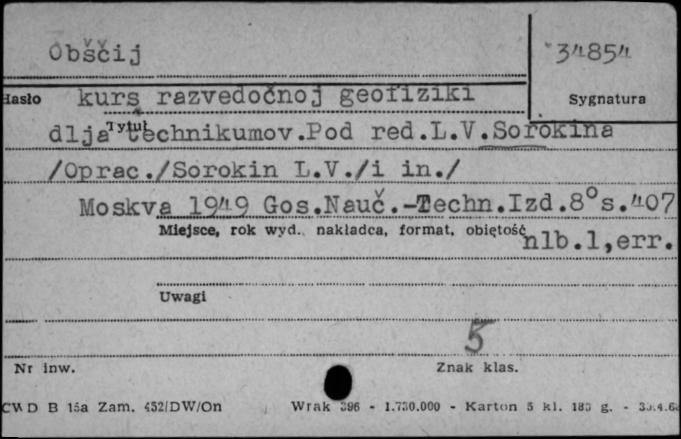 Obščij
34854
Hasło
kurs razvedočnoj geofiziki
Sygnatura
Tytuł
dlja technikumov.Pod red.L.V.Sorokina
/Oprac./Sorokin L.V./i in./
Moskva 1949 Gos.Nauč.-Techn.Izd.8°s.407
Miejsce, rok wyd., nakładca, format, objętość
nlb.1,err.
Uwagi
5
Nr inw.
Znak klas.
CWD B 15a Zam. 452/DW/On
Wrak 396 - 1.730.000 - Karton 5 kl. 180 g. -